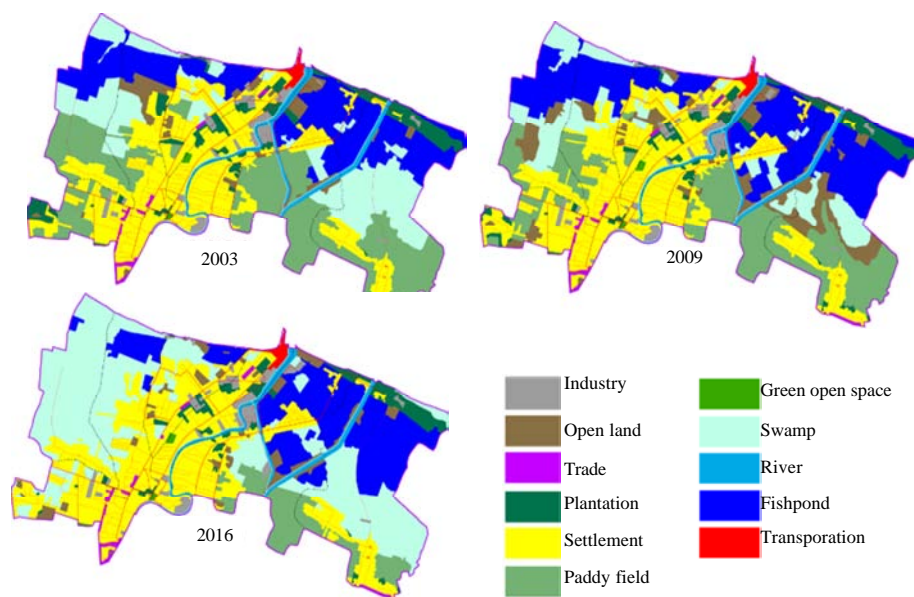 2003
2009
2016
Industry
Open land
Trade
Plantation
Settlement
Paddy field
Green open space
Swamp
River
Fishpond
Transporation